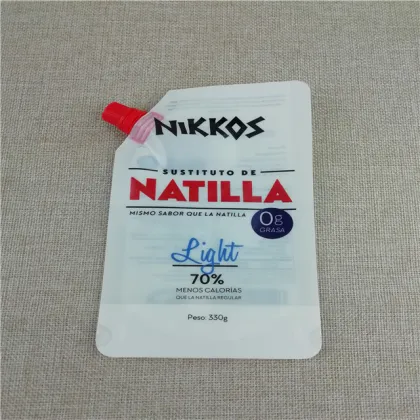 NIKKOS
SUSTITUTO DE
NATILLA
MISMO SABOR QUE LA NATILLA
0g
GRASA
Light
70%
MENOS CALORÍAS
QUE LA NATILLA REGULAR
Peso: 330g